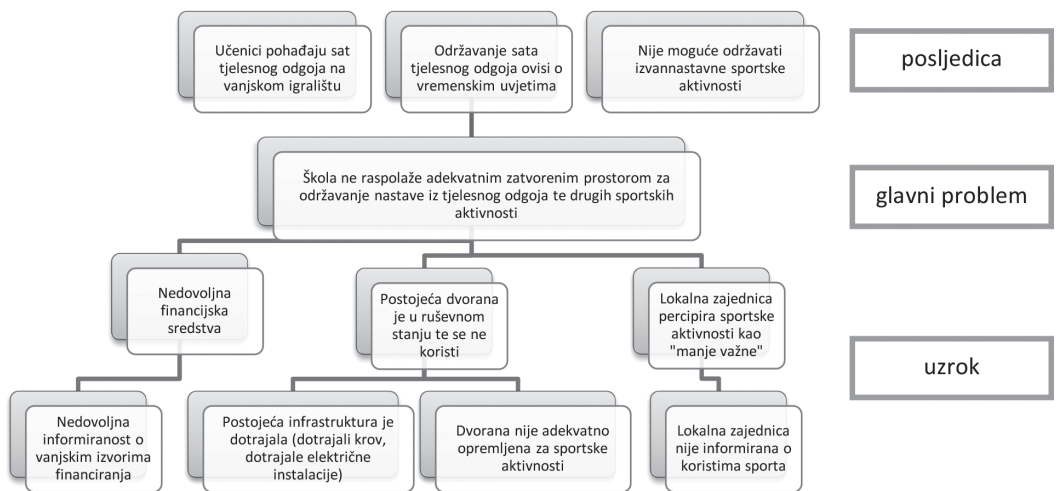 Učenici pohađaju sat
tjelesnog odgoja na
vanjskom igralištu
Održavanje sata
tjelesnog odgoja ovisi o
vremenskim uvjetima
Nije moguće održavati
izvannastavne sportske
aktivnosti
posljedica
Škola ne raspolaže adekvatnim zatvorenim prostorom za
održavanje nastave iz tjelesnog odgoja te drugih sportskih
aktivnosti
glavni problem
Nedovoljna
financijska
sredstva
Postojeća dvorana
je u ruševnom
stanju te se ne
koristi
Lokalna zajednica
percipira sportske
aktivnosti kao
"manje važne"
uzrok
Nedovoljna
informiranost o
vanjskim izvorima
financiranja
Postojeća infrastruktura je
dotrajala (dotrajali krov,
dotrajale električne
instalacije)
Dvorana nije adekvatno
opremljena za sportske
aktivnosti
Lokalna zajednica
nije informirana o
koristima sporta